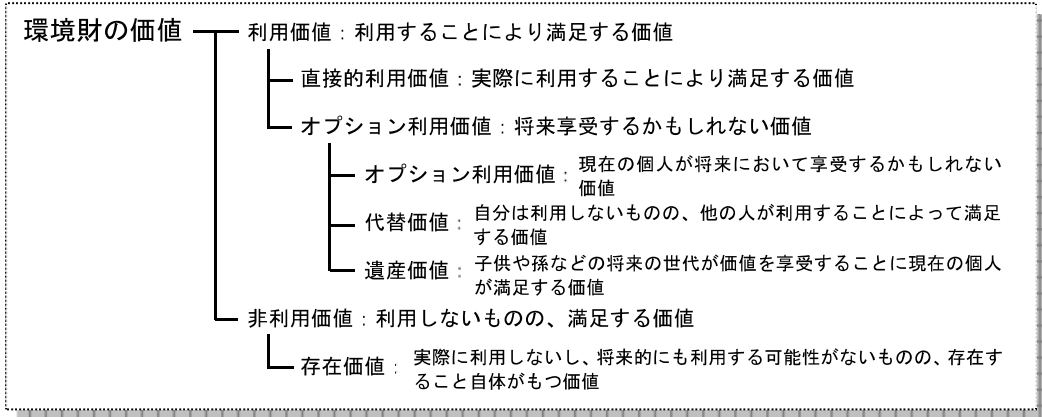 環境財の価値
利用価値：利用することにより満足する価値
直接的利用価値：実際に利用することにより満足する価値
オプション利用価値：将来享受するかもしれない価値
オプション利用価値：現在の個人が将来において享受するかもしれない
価値
代替価値：自分は利用しないものの、他の人が利用することによって満足
する価値
遺産価値：子供や孫などの将来の世代が価値を享受することに現在の個人
が満足する価値
非利用価値：利用しないものの、満足する価値
存在価値：実際に利用しないし、将来的にも利用する可能性がないものの、存在す
ること自体がもつ価値